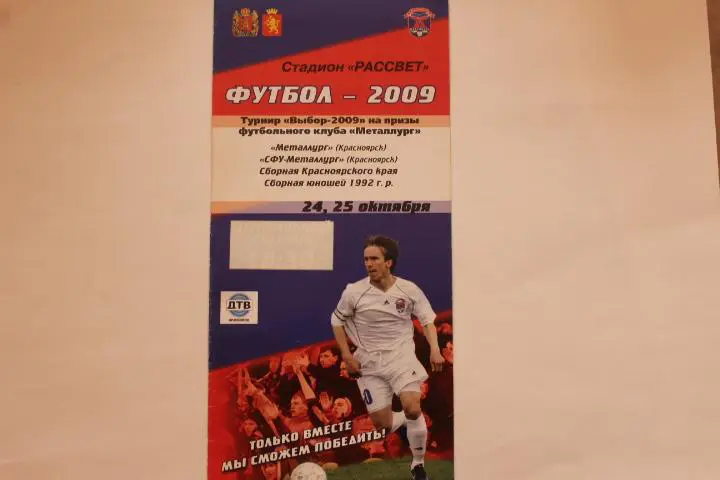 Стадион «РАССВЕТ»
ФУТБОЛ – 2009
Турнир «Выбор-2009» на призы
футбольного клуба «Металлург»
«Металлург» (Красноярск)
«СФУ-Металлург» (Красноярск)
Сборная Красноярского края
Сборная юношей 1992 г. р.
24, 25 октября
ДТВ
ТОЛЬКО ВМЕСТЕ
МЫ СМОЖЕМ ПОБЕДИТЬ!